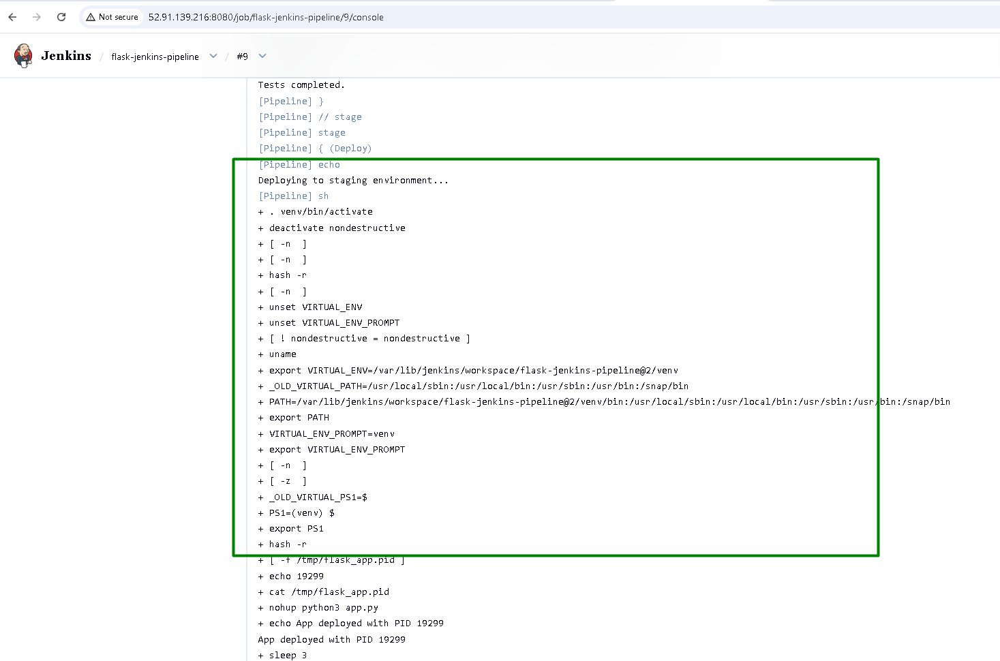 Not secure 52.91.139.216:8080/job/flask-jenkins-pipeline/9/console
Jenkins / flask-jenkins-pipeline / #9
Tests completed.
[Pipeline] }
[Pipeline] // stage
[Pipeline] stage
[Pipeline] { (Deploy)
[Pipeline] echo
Deploying to staging environment...
[Pipeline] sh
+ . venv/bin/activate
+ deactivate nondestructive
+ [ -n  ]
+ [ -n  ]
+ hash -r
+ [ -n  ]
+ unset VIRTUAL_ENV
+ unset VIRTUAL_ENV_PROMPT
+ [ ! nondestructive = nondestructive ]
+ uname
+ export VIRTUAL_ENV=/var/lib/jenkins/workspace/flask-jenkins-pipeline@2/venv
+ _OLD_VIRTUAL_PATH=/usr/local/sbin:/usr/local/bin:/usr/sbin:/usr/bin:/snap/bin
+ PATH=/var/lib/jenkins/workspace/flask-jenkins-pipeline@2/venv/bin:/usr/local/sbin:/usr/local/bin:/usr/sbin:/usr/bin:/snap/bin
+ export PATH
+ VIRTUAL_ENV_PROMPT=venv
+ export VIRTUAL_ENV_PROMPT
+ [ -n  ]
+ [ -z  ]
+ _OLD_VIRTUAL_PS1=$
+ PS1=(venv) $
+ export PS1
+ hash -r
+ [ -f /tmp/flask_app.pid ]
+ echo 19299
+ cat /tmp/flask_app.pid
+ nohup python3 app.py
+ echo App deployed with PID 19299
App deployed with PID 19299
+ sleep 3